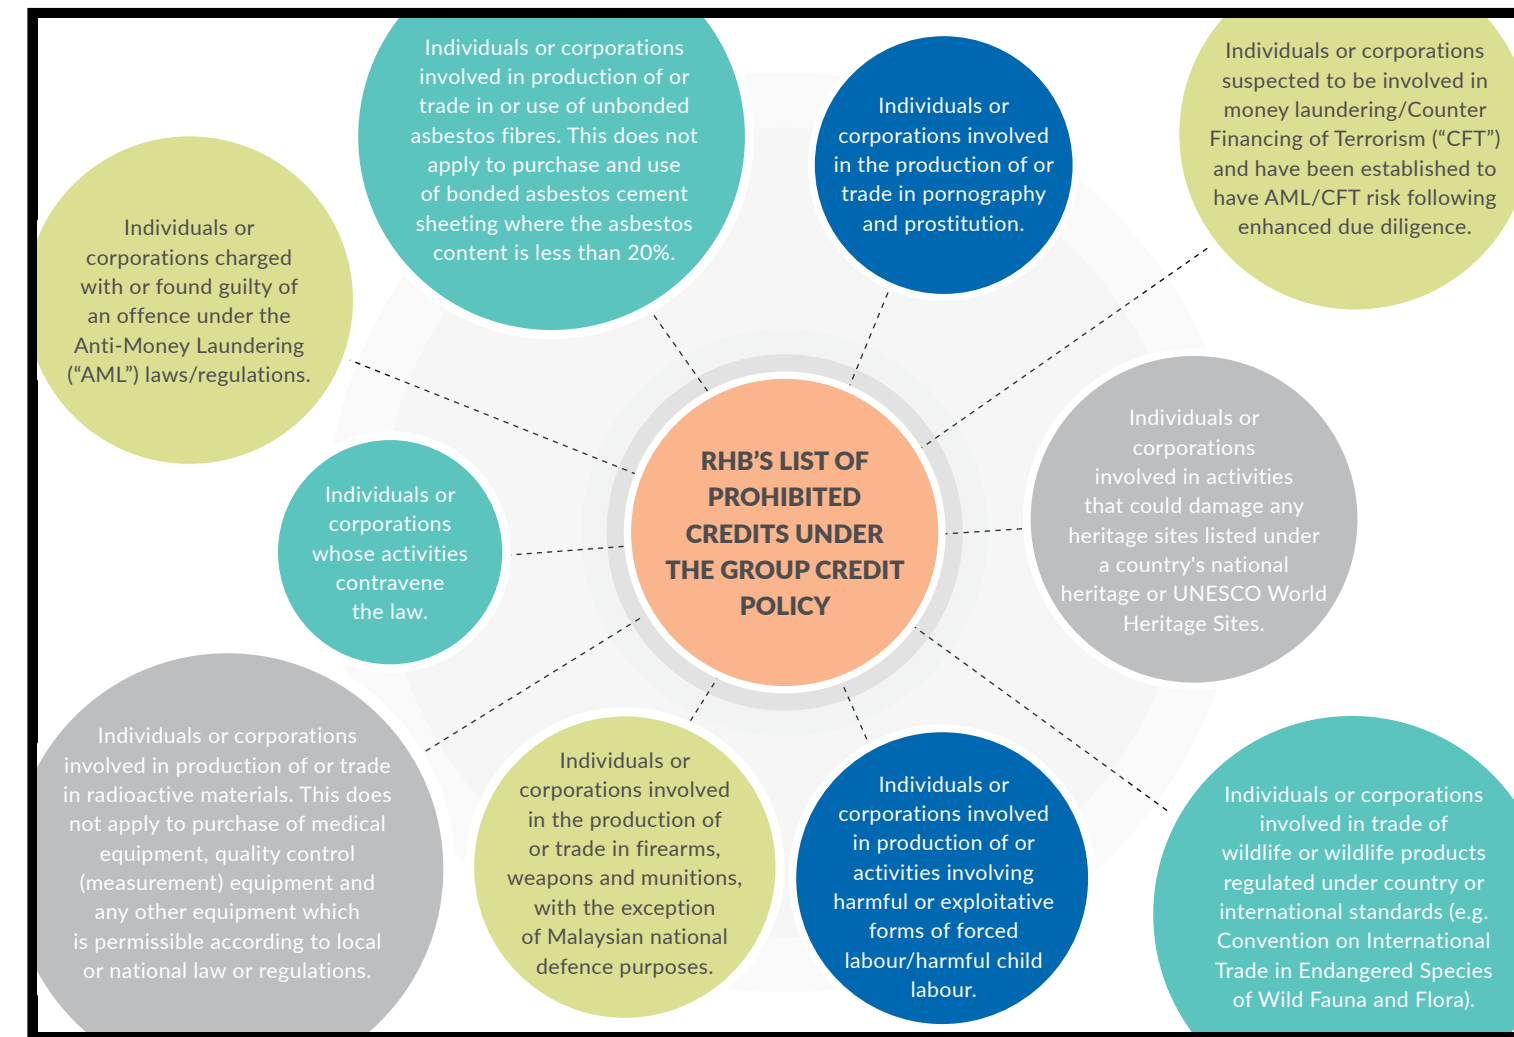 Individuals or corporations
involved in production of or
trade in or use of unbonded
asbestos fibres. This does not
apply to purchase and use
of bonded asbestos cement
sheeting where the asbestos
content is less than 20%.
Individuals or
corporations involved
in the production of or
trade in pornography
and prostitution.
Individuals or corporations
suspected to be involved in
money laundering/Counter
Financing of Terrorism (“CFT”)
and have been established to
have AML/CFT risk following
enhanced due diligence.
Individuals or
corporations charged
with or found guilty of
an offence under the
Anti-Money Laundering
(“AML”) laws/regulations.
RHB’S LIST OF
PROHIBITED
CREDITS UNDER
THE GROUP CREDIT
POLICY
Individuals or
corporations
involved in activities
that could damage any
heritage sites listed under
a country's national
heritage or UNESCO World
Heritage Sites.
Individuals or
corporations
whose activities
contravene
the law.
Individuals or corporations
involved in production of or trade
in radioactive materials. This does
not apply to purchase of medical
equipment, quality control
(measurement) equipment and
any other equipment which
is permissible according to local
or national law or regulations.
Individuals or
corporations involved
in the production of
or trade in firearms,
weapons and munitions,
with the exception
of Malaysian national
defence purposes.
Individuals or
corporations involved
in production of or
activities involving
harmful or exploitative
forms of forced
labour/harmful child
labour.
Individuals or corporations
involved in trade of
wildlife or wildlife products
regulated under country or
international standards (e.g.
Convention on International
Trade in Endangered Species
of Wild Fauna and Flora).